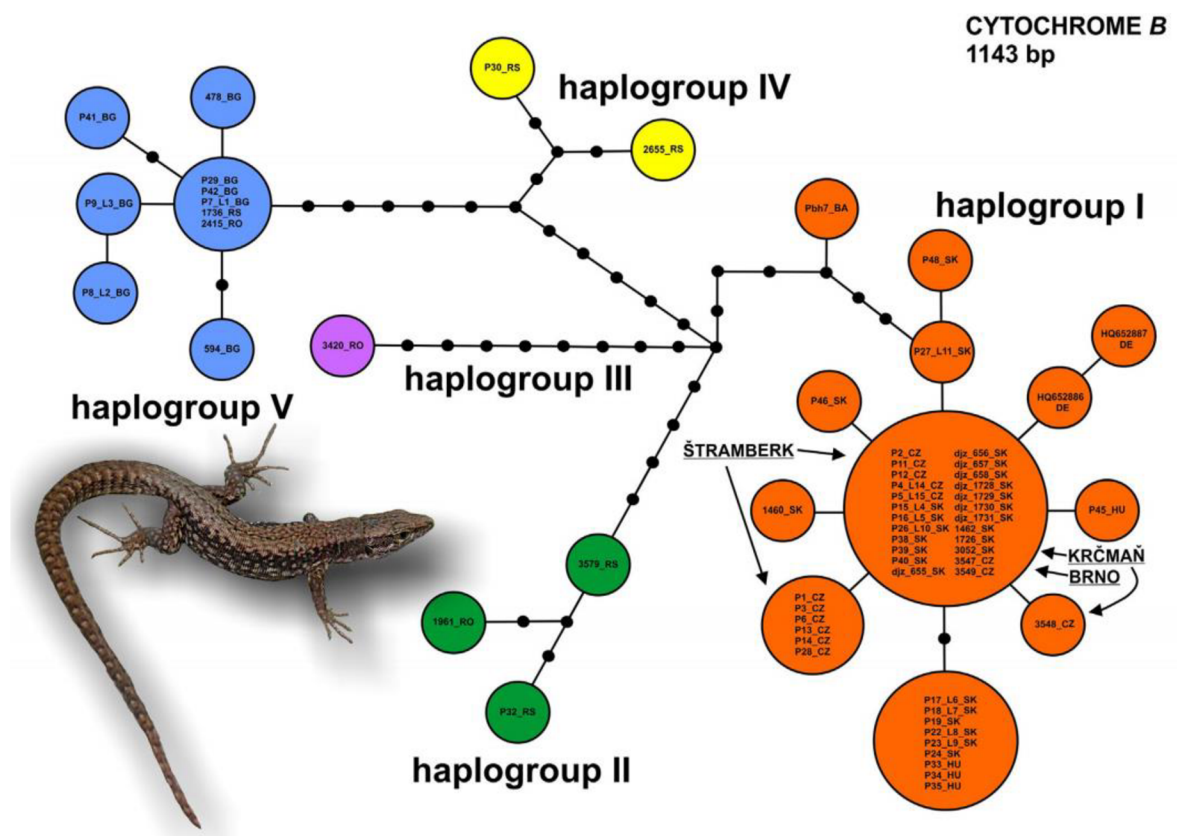 CYTOCHROME B
1143 bp
P30_RS
haplogroup IV
2655_RS
478_BG
P41_BG
P29_BG
P42_BG
P7_L1_BG
1736_RS
2415_RO
P9_L3_BG
P8_L2_BG
594_BG
haplogroup V
3420_RO
haplogroup III
Pbh7_BA
haplogroup I
P48_SK
P27_L11_SK
HQ652887
DE
HQ652886
DE
P46_SK
ŠTRAMBERK
P2_CZ
P11_CZ
P12_CZ
P4_L14_CZ
P5_L15_CZ
P15_L4_SK
P16_L5_SK
P26_L10_SK
P38_SK
P39_SK
P40_SK
djz_655_SK
djz_656_SK
djz_657_SK
djz_658_SK
djz_1728_SK
djz_1729_SK
djz_1730_SK
djz_1731_SK
1462_SK
1726_SK
3052_SK
3547_CZ
3549_CZ
1460_SK
P45_HU
KRČMAŇ
BRNO
3548_CZ
P1_CZ
P3_CZ
P6_CZ
P13_CZ
P14_CZ
P28_CZ
P17_L6_SK
P18_L7_SK
P19_SK
P22_L8_SK
P23_L9_SK
P24_SK
P33_HU
P34_HU
P35_HU
3579_RS
1961_RO
P32_RS
haplogroup II